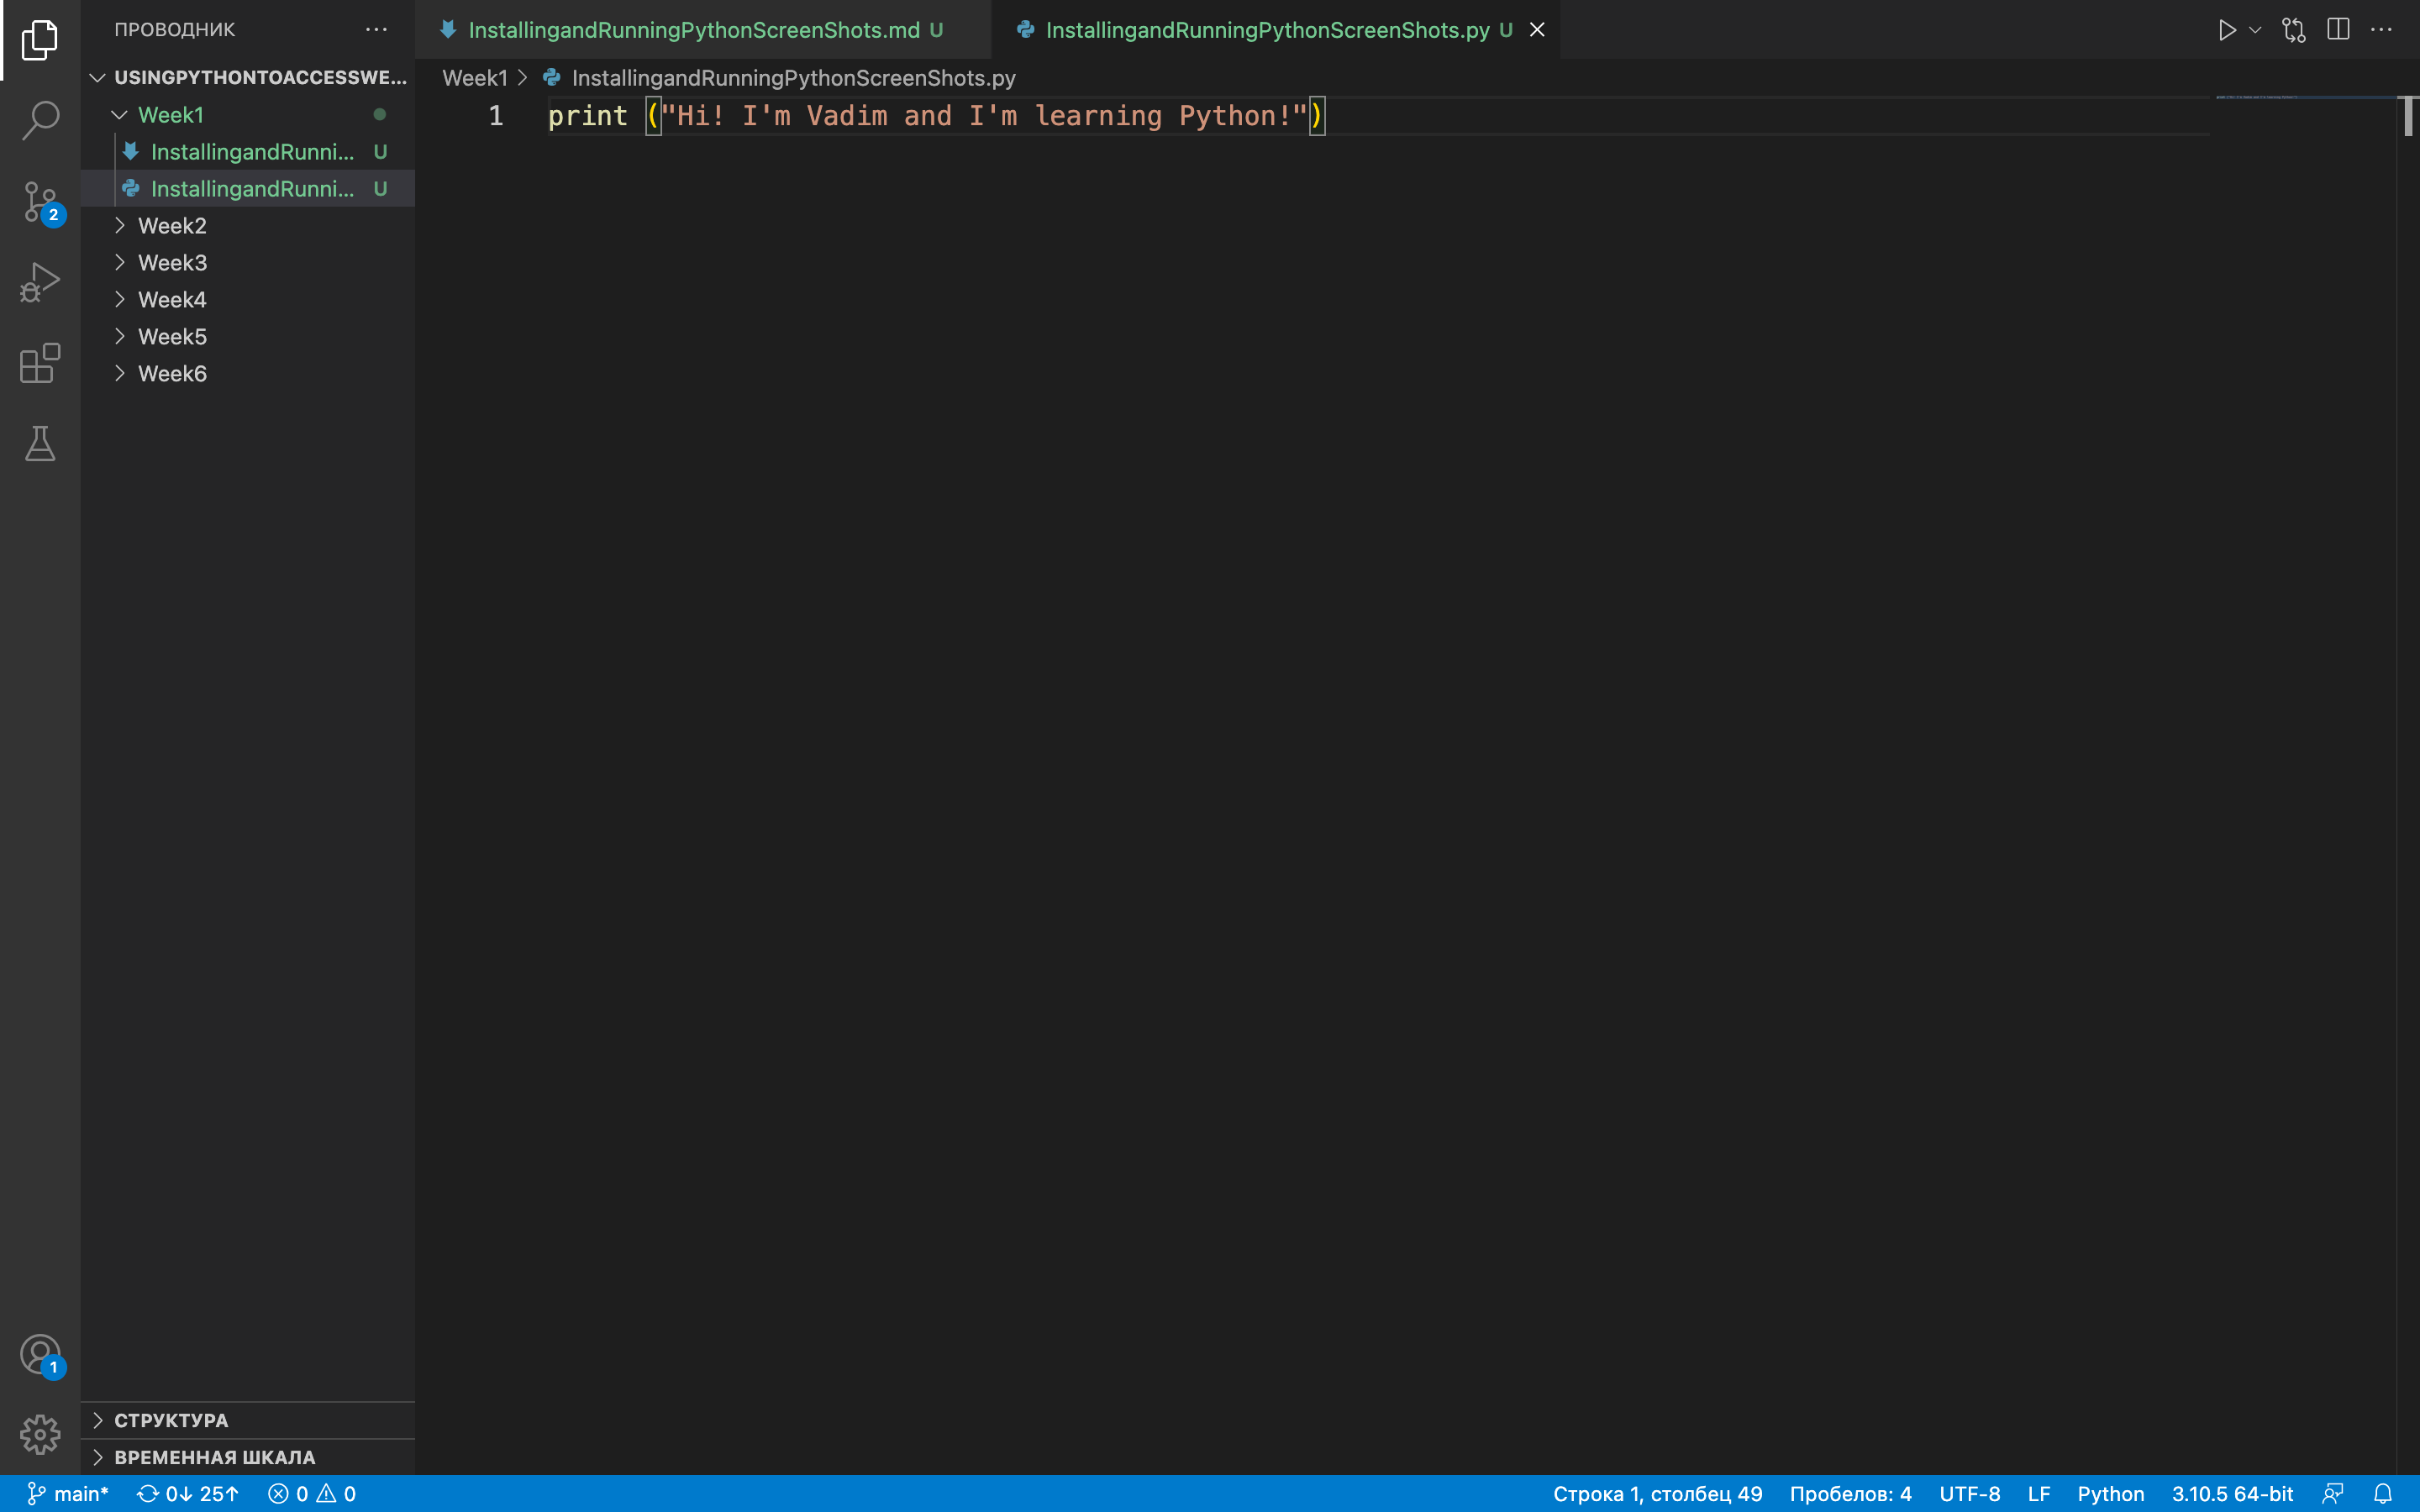 ПРОВОДНИК
USINGPYTHONTOACCESSWE...
Week1
InstallingandRunni... U
InstallingandRunni... U
Week2
Week3
Week4
Week5
Week6
СТРУКТУРА
ВРЕМЕННАЯ ШКАЛА
InstallingandRunningPythonScreenShots.md U
InstallingandRunningPythonScreenShots.py U
Week1 > InstallingandRunningPythonScreenShots.py
1 print ("Hi! I'm Vadim and I'm learning Python!")
2
1
main* 0↓ 25↑ 0 0 Строка 1, столбец 49 Пробелов: 4 UTF-8 LF Python 3.10.5 64-bit